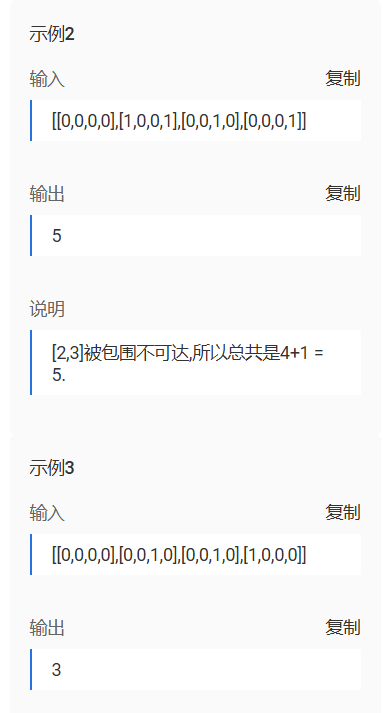 示例2
输入 复制
[[0,0,0,0],[1,0,0,1],[0,0,1,0],[0,0,0,1]]
输出 复制
5
说明
[2,3]被包围不可达,所以总共是4+1 =
5.
示例3
输入 复制
[[0,0,0,0],[0,0,1,0],[0,0,1,0],[1,0,0,0]]
输出 复制
3